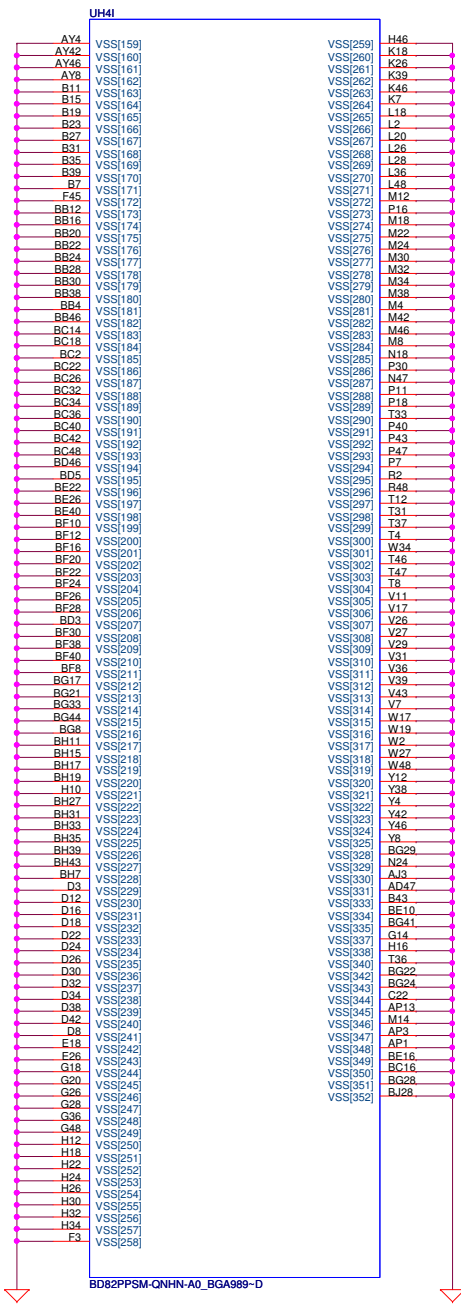 UH4I
AY4 VSS[159] VSS[259] H46
AY42 VSS[160] VSS[260] K18
AY46 VSS[161] VSS[261] K26
AY8 VSS[162] VSS[262] K39
B11 VSS[163] VSS[263] K46
B15 VSS[164] VSS[264] K7
B19 VSS[165] VSS[265] L18
B23 VSS[166] VSS[266] L2
B27 VSS[167] VSS[267] L20
B31 VSS[168] VSS[268] L26
B35 VSS[169] VSS[269] L28
B39 VSS[170] VSS[270] L36
B7 VSS[171] VSS[271] L48
F45 VSS[172] VSS[272] M12
BB12 VSS[173] VSS[273] P16
BB16 VSS[174] VSS[274] M18
BB20 VSS[175] VSS[275] M22
BB22 VSS[176] VSS[276] M24
BB24 VSS[177] VSS[277] M30
BB28 VSS[178] VSS[278] M32
BB30 VSS[179] VSS[279] M34
BB38 VSS[180] VSS[280] M38
BB4 VSS[181] VSS[281] M4
BB46 VSS[182] VSS[282] M42
BC14 VSS[183] VSS[283] M46
BC18 VSS[184] VSS[284] M8
BC2 VSS[185] VSS[285] N18
BC22 VSS[186] VSS[286] P30
BC26 VSS[187] VSS[287] N47
BC32 VSS[188] VSS[288] P11
BC34 VSS[189] VSS[289] P18
BC36 VSS[190] VSS[290] T33
BC40 VSS[191] VSS[291] P40
BC42 VSS[192] VSS[292] P43
BC48 VSS[193] VSS[293] P47
BD46 VSS[194] VSS[294] P7
BD5 VSS[195] VSS[295] R2
BE22 VSS[196] VSS[296] R48
BE26 VSS[197] VSS[297] T12
BE40 VSS[198] VSS[298] T31
BF10 VSS[199] VSS[299] T37
BF12 VSS[200] VSS[300] T4
BF16 VSS[201] VSS[301] W34
BF20 VSS[202] VSS[302] T46
BF22 VSS[203] VSS[303] T47
BF24 VSS[204] VSS[304] T8
BF26 VSS[205] VSS[305] V11
BF28 VSS[206] VSS[306] V17
BD3 VSS[207] VSS[307] V26
BF30 VSS[208] VSS[308] V27
BF38 VSS[209] VSS[309] V29
BF40 VSS[210] VSS[310] V31
BF8 VSS[211] VSS[311] V36
BG17 VSS[212] VSS[312] V39
BG21 VSS[213] VSS[313] V43
BG33 VSS[214] VSS[314] V7
BG44 VSS[215] VSS[315] W17
BG8 VSS[216] VSS[316] W19
BH11 VSS[217] VSS[317] W2
BH15 VSS[218] VSS[318] W27
BH17 VSS[219] VSS[319] W48
BH19 VSS[220] VSS[320] Y12
H10 VSS[221] VSS[321] Y38
BH27 VSS[222] VSS[322] Y4
BH31 VSS[223] VSS[323] Y42
BH33 VSS[224] VSS[324] Y46
BH35 VSS[225] VSS[325] Y8
BH39 VSS[226] VSS[328] BG29
BH43 VSS[227] VSS[329] N24
BH7 VSS[228] VSS[330] AJ3
D3 VSS[229] VSS[331] AD47
D12 VSS[230] VSS[333] B43
D16 VSS[231] VSS[334] BE10
D18 VSS[232] VSS[335] BG41
D22 VSS[233] VSS[337] G14
D24 VSS[234] VSS[338] H16
D26 VSS[235] VSS[340] T36
D30 VSS[236] VSS[342] BG22
D32 VSS[237] VSS[343] BG24
D34 VSS[238] VSS[344] C22
D38 VSS[239] VSS[345] AP13
D42 VSS[240] VSS[346] M14
D8 VSS[241] VSS[347] AP3
E18 VSS[242] VSS[348] AP1
E26 VSS[243] VSS[349] BE16
G18 VSS[244] VSS[350] BC16
G20 VSS[245] VSS[351] BG28
G26 VSS[246] VSS[352] BJ28
G28 VSS[247]
G36 VSS[248]
G48 VSS[249]
H12 VSS[250]
H18 VSS[251]
H22 VSS[252]
H24 VSS[253]
H26 VSS[254]
H30 VSS[255]
H32 VSS[256]
H34 VSS[257]
F3 VSS[258]
BD82PPSM-QNHN-A0_BGA989~D